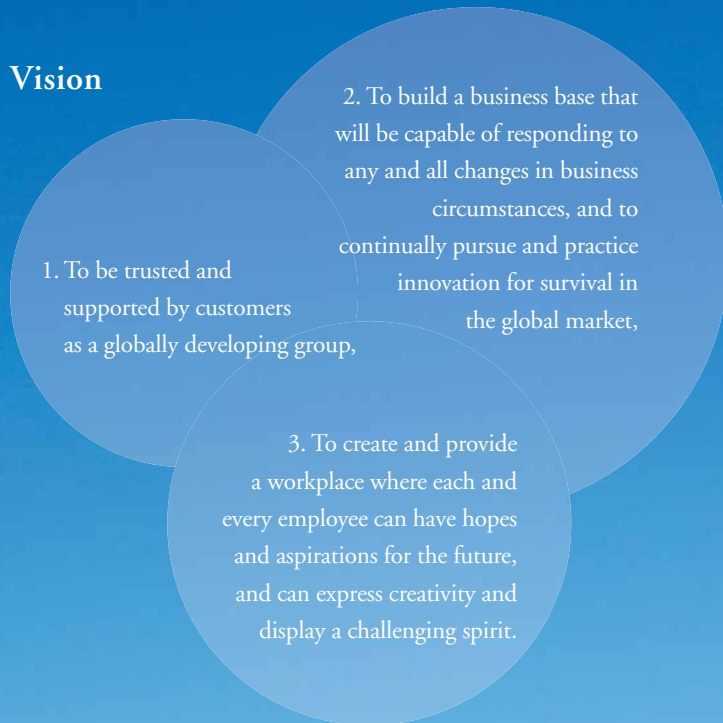 Vision
1. To be trusted and
supported by customers
as a globally developing group,
2. To build a business base that
will be capable of responding to
any and all changes in business
circumstances, and to
continually pursue and practice
innovation for survival in
the global market,
3. To create and provide
a workplace where each and
every employee can have hopes
and aspirations for the future,
and can express creativity and
display a challenging spirit.